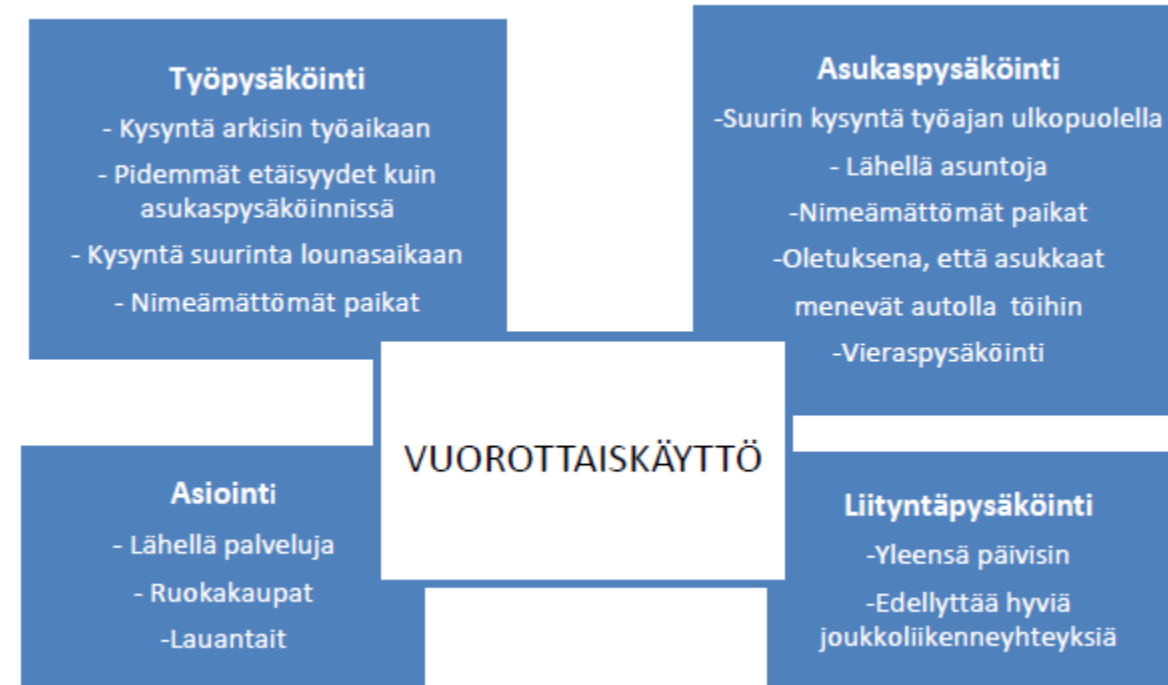 Työpysäköinti
- Kysyntä arkisin työaikaan
- Pidemmät etäisyydet kuin
asukaspysäköinnissä
- Kysyntä suurinta lounasaikaan
- Nimeämättömät paikat
Asukaspysäköinti
-Suurin kysyntä työajan ulkopuolella
- Lähellä asuntoja
-Nimeämättömät paikat
-Oletuksena, että asukkaat
menevät autolla töihin
-Vieraspysäköinti
VUOROTTAISKÄYTTÖ
Asiointi
- Lähellä palveluja
- Ruokakaupat
-Lauantait
Liityntäpysäköinti
-Yleensä päivisin
-Edellyttää hyviä
joukkoliikenneyhteyksiä